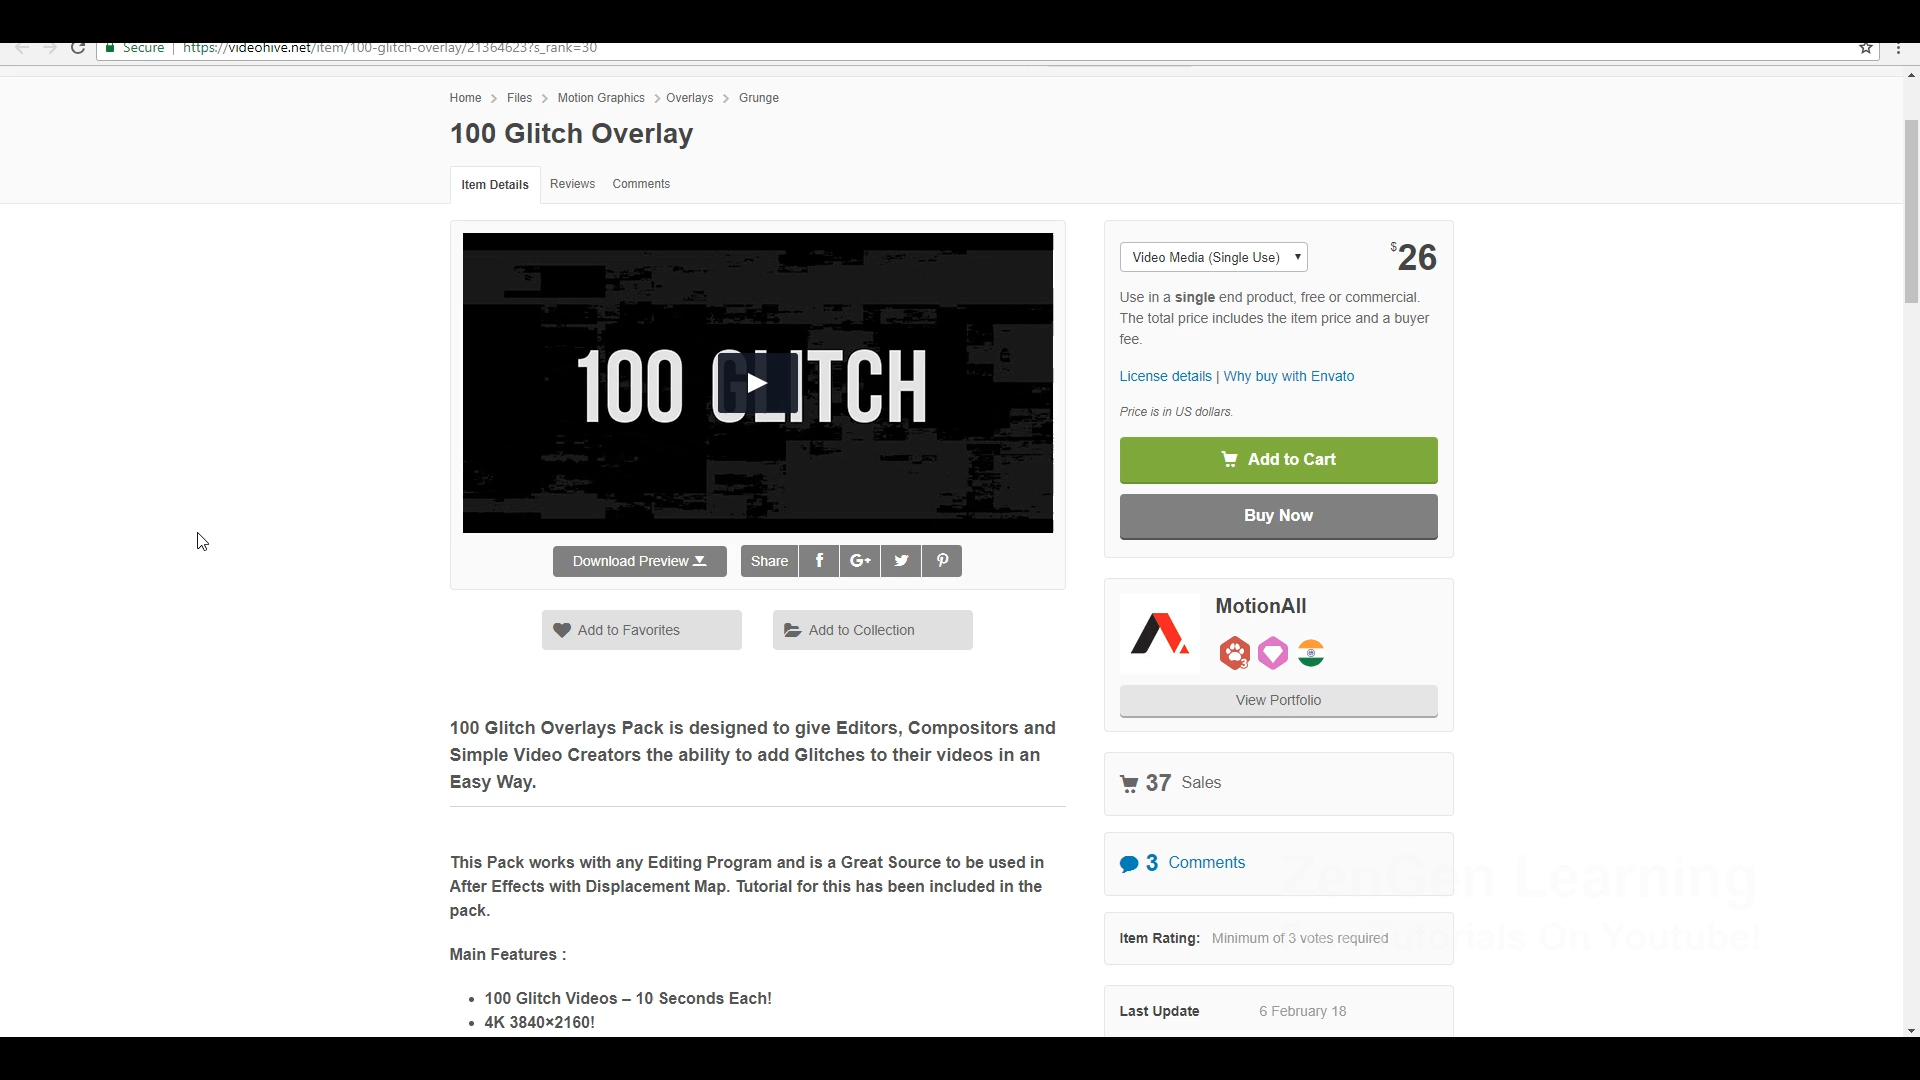 Secure https://videohive.net/item/100-glitch-overlay/21364623?s_rank=30
Home > Files > Motion Graphics > Overlays > Grunge
100 Glitch Overlay
Item Details Reviews Comments
100 GLITCH
Download Preview
Share
Add to Favorites
Add to Collection
100 Glitch Overlays Pack is designed to give Editors, Compositors and
Simple Video Creators the ability to add Glitches to their videos in an
Easy Way.
This Pack works with any Editing Program and is a Great Source to be used in
After Effects with Displacement Map. Tutorial for this has been included in the
pack.
Main Features :
• 100 Glitch Videos – 10 Seconds Each!
• 4K 3840×2160!
Video Media (Single Use)
$26
Use in a single end product, free or commercial.
The total price includes the item price and a buyer
fee.
License details | Why buy with Envato
Price is in US dollars.
Add to Cart
Buy Now
MotionAll
3
View Portfolio
37 Sales
3 Comments
Item Rating: Minimum of 3 votes required
Last Update 6 February 18
ZenGen Learning
On Youtube!